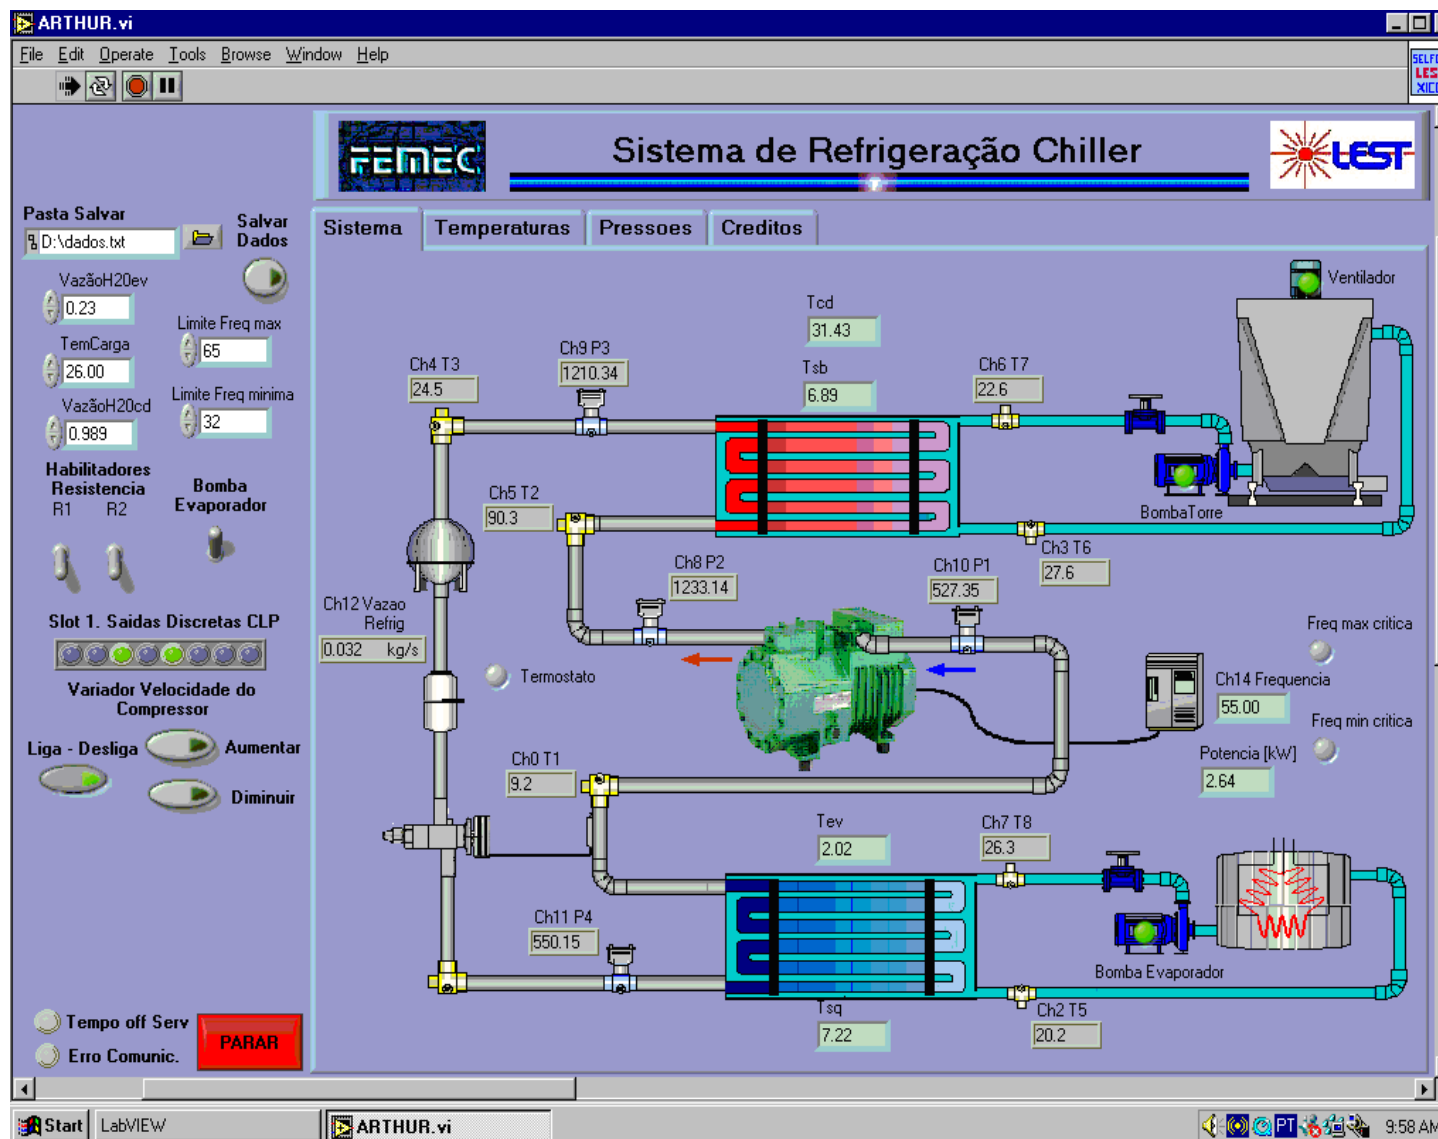 ARTHUR.vi
File Edit Operate Tools Browse Window Help
FEMEC
Sistema de Refrigeração Chiller
LEST
Pasta Salvar
D:\dados.txt
Salvar
Dados
VazãoH20ev
0.23
Limite Freq max
65
TemCarga
26.00
Limite Freq minima
32
VazãoH20cd
0.989
Habilitadores
Resistencia
R1 R2
Bomba
Evaporador
Slot 1. Saidas Discretas CLP
Variador Velocidade do
Compressor
Liga - Desliga
Aumentar
Diminuir
Tempo off Serv
Erro Comunic.
PARAR
Sistema Temperaturas Pressoes Creditos
Ventilador
Tcd
31.43
Tsb
6.89
Ch9 P3
1210.34
Ch4 T3
24.5
Ch6 T7
22.6
BombaTorre
Ch5 T2
90.3
Ch3 T6
27.6
Ch8 P2
1233.14
Ch10 P1
527.35
Ch12 Vazao
Refrig
0.032 kg/s
Termostato
Freq max critica
Ch14 Frequencia
55.00
Freq min critica
Potencia [kW]
2.64
Ch0 T1
9.2
Tev
2.02
Ch7 T8
26.3
Ch11 P4
550.15
Bomba Evaporador
Tsq
7.22
Ch2 T5
20.2
Start LabVIEW ARTHUR.vi PT 9:58 AM